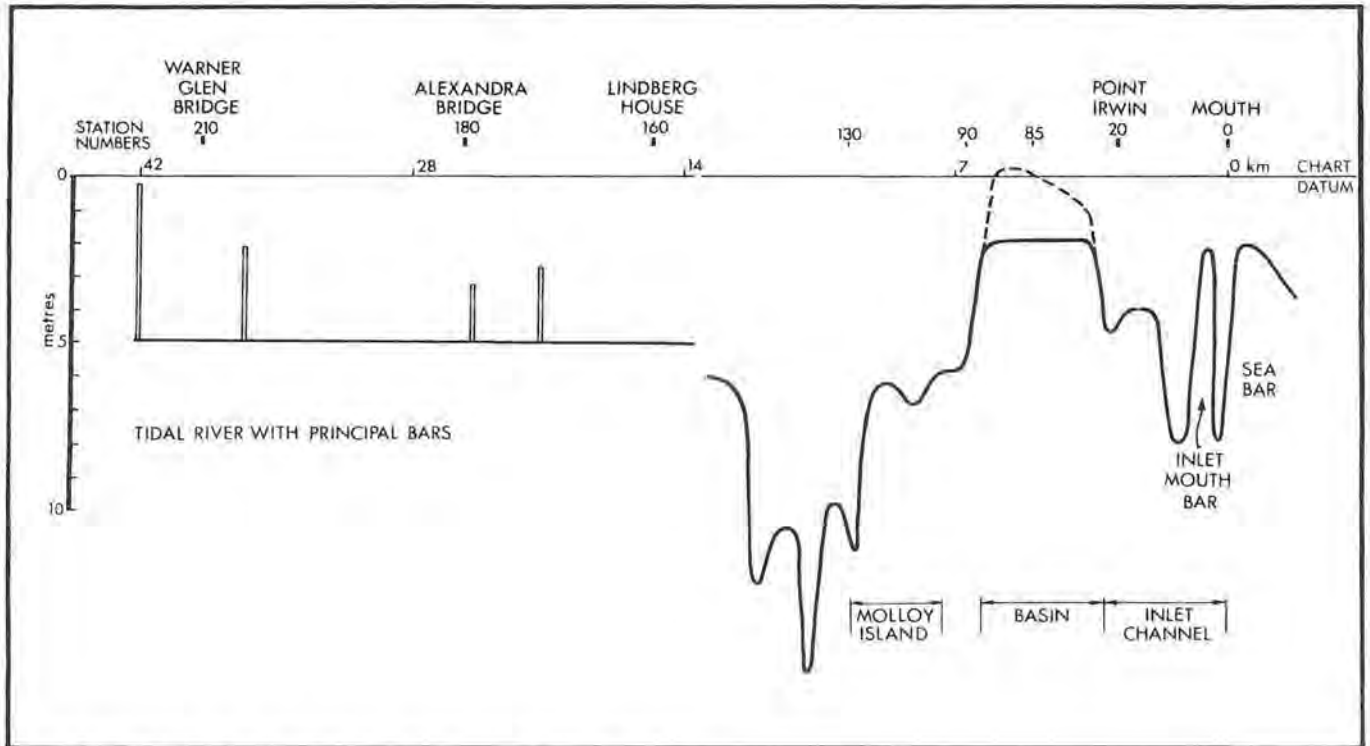 WARNER
GLEN
BRIDGE
ALEXANDRA
BRIDGE
LINDBERG
HOUSE
POINT
IRWIN
MOUTH
STATION
NUMBERS
210
180
160
130
90
85
20
0
0
42
28
14
7
0 km
CHART
DATUM
metres
5
10
TIDAL RIVER WITH PRINCIPAL BARS
SEA
BAR
INLET
MOUTH
BAR
MOLLOY
ISLAND
BASIN
INLET
CHANNEL